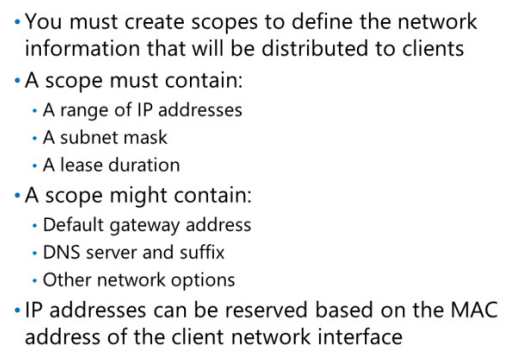 • You must create scopes to define the network
information that will be distributed to clients
• A scope must contain:
• A range of IP addresses
• A subnet mask
• A lease duration
• A scope might contain:
• Default gateway address
• DNS server and suffix
• Other network options
• IP addresses can be reserved based on the MAC
address of the client network interface